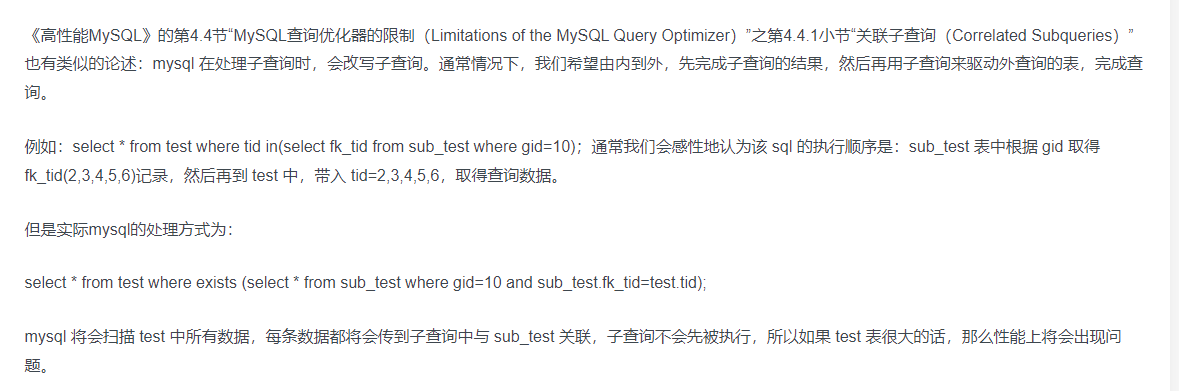 《高性能MySQL》的第4.4节“MySQL查询优化器的限制（Limitations of the MySQL Query Optimizer）”之第4.4.1小节“关联子查询（Correlated Subqueries）”
也有类似的论述：mysql 在处理子查询时，会改写子查询。通常情况下，我们希望由内到外，先完成子查询的结果，然后再用子查询来驱动外查询的表，完成查
询。
例如：select * from test where tid in(select fk_tid from sub_test where gid=10)；通常我们会感性地认为该 sql 的执行顺序是：sub_test 表中根据 gid 取得
fk_tid(2,3,4,5,6)记录，然后再到 test 中，带入 tid=2,3,4,5,6，取得查询数据。
但是实际mysql的处理方式为：
select * from test where exists (select * from sub_test where gid=10 and sub_test.fk_tid=test.tid);
mysql 将会扫描 test 中所有数据，每条数据都将会传到子查询中与 sub_test 关联，子查询不会先被执行，所以如果 test 表很大的话，那么性能上将会出现问
题。